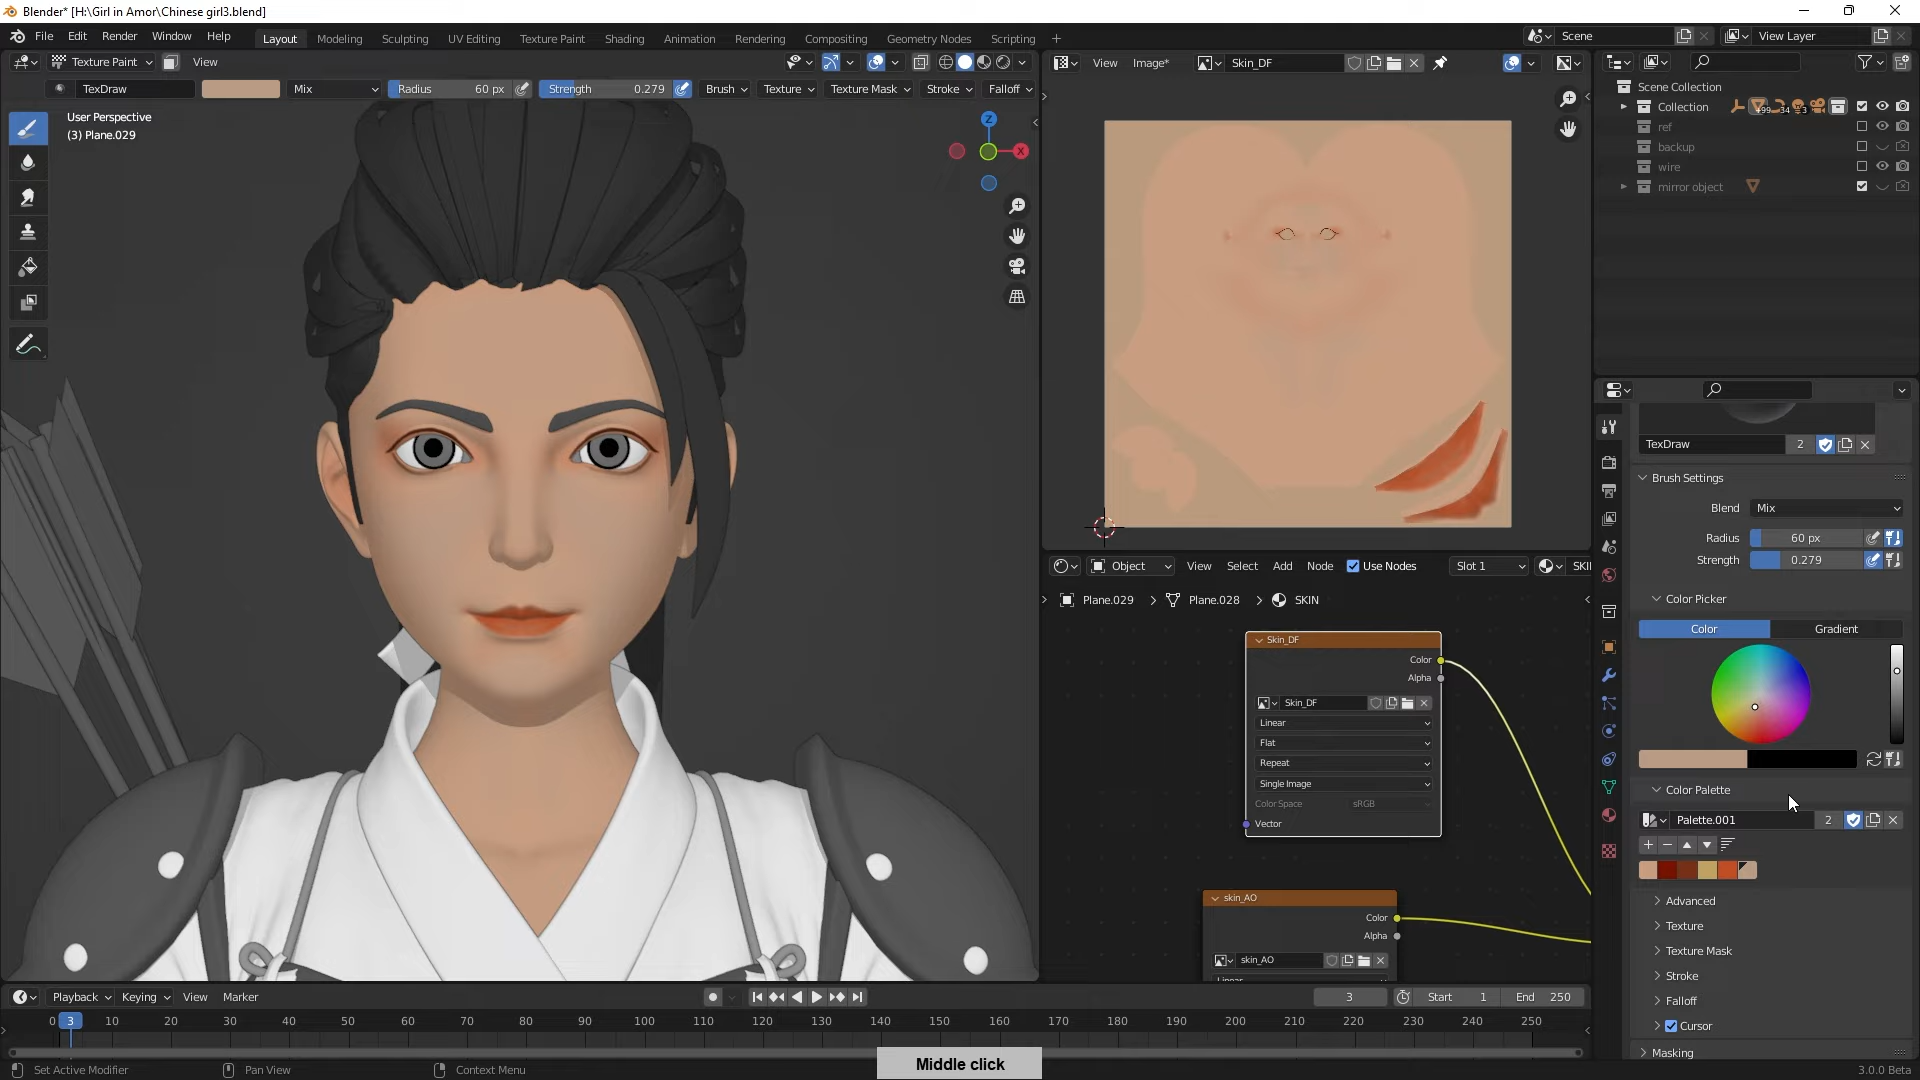 Blender* [H:\Girl in Amor\Chinese girl3.blend]
File Edit Render Window Help
Layout Modeling Sculpting UV Editing Texture Paint Shading Animation Rendering Compositing Geometry Nodes Scripting +
Scene
View Layer
Texture Paint View
TexDraw Mix Radius 60 px Strength 0.279 Brush Texture Texture Mask Stroke Falloff
User Perspective
(3) Plane.029
Z
X
View Image* Skin_DF
Scene Collection
Collection
ref
backup
wire
mirror object
TexDraw 2
Brush Settings
Blend Mix
Radius 60 px
Strength 0.279
Color Picker
Color Gradient
Color Palette
Palette.001 2
Advanced
Texture
Texture Mask
Stroke
Falloff
Cursor
Masking
Object View Select Add Node Use Nodes Slot 1 SKI
Plane.029 > Plane.028 > SKIN
Skin_DF
Color
Alpha
Skin_DF
Linear
Flat
Repeat
Single Image
Color Space sRGB
Vector
skin_AO
Color
Alpha
skin_AO
Linear
Playback Keying View Marker
3 Start 1 End 250
0 3 10 20 30 40 50 60 70 80 90 100 110 120 130 140 150 160 170 180 190 200 210 220 230 240 250
Set Active Modifier Pan View Context Menu
Middle click
3.0.0 Beta